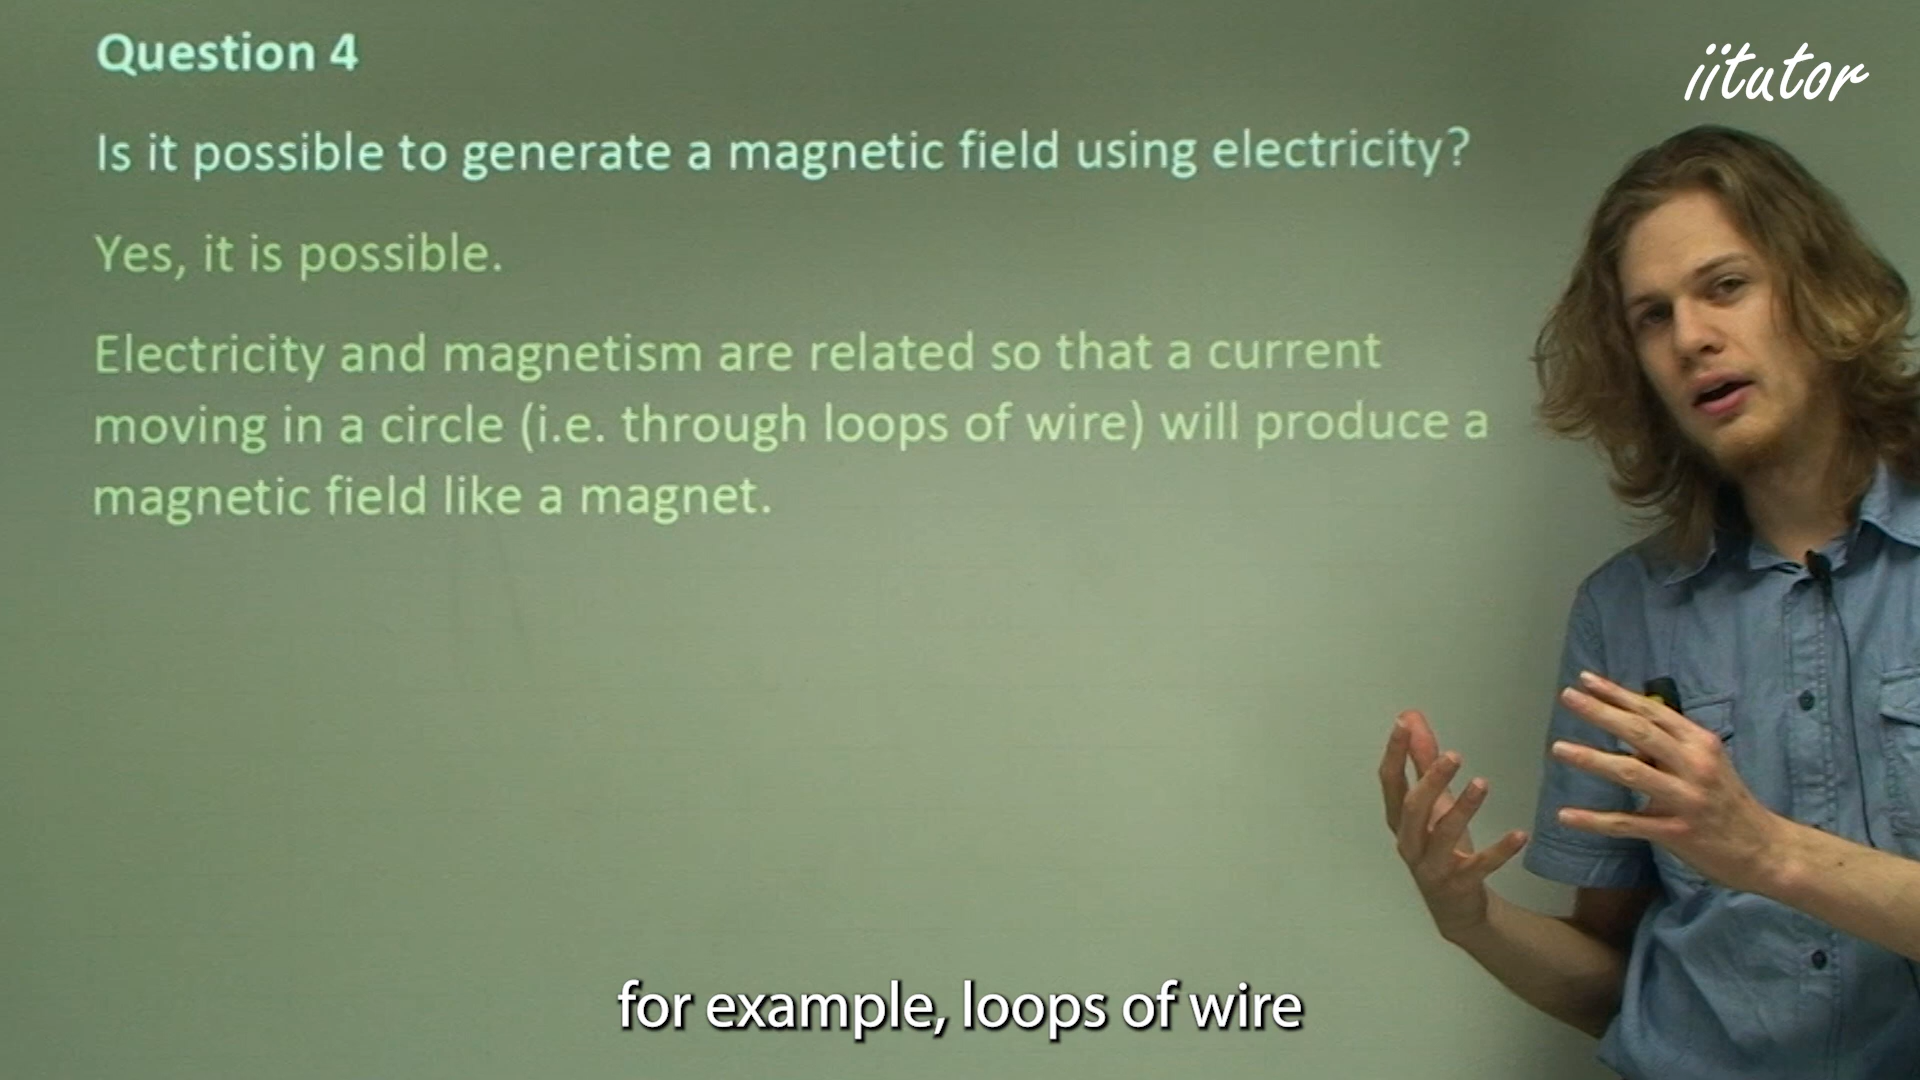 Question 4
iitutor
Is it possible to generate a magnetic field using electricity?
Yes, it is possible.
Electricity and magnetism are related so that a current
moving in a circle (i.e. through loops of wire) will produce a
magnetic field like a magnet.
for example, loops of wire